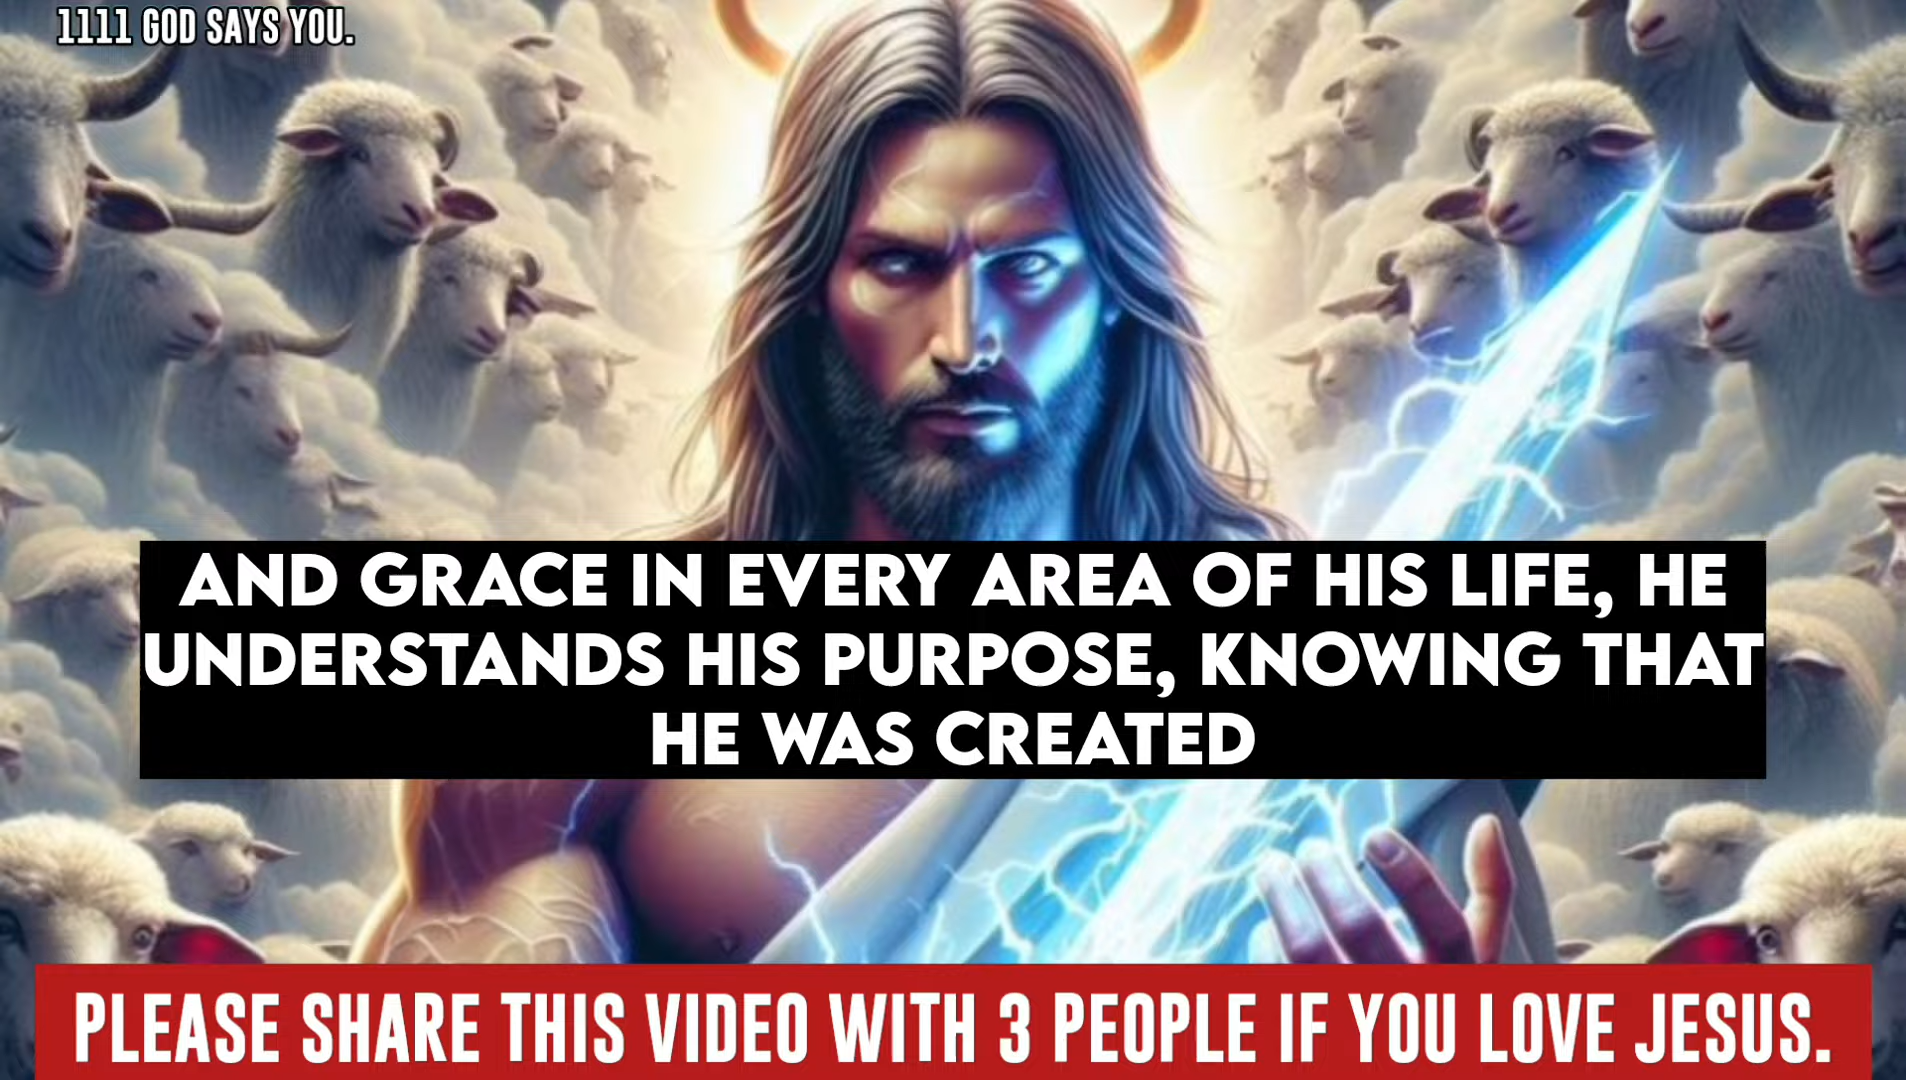 1111 GOD SAYS YOU.
AND GRACE IN EVERY AREA OF HIS LIFE, HE
UNDERSTANDS HIS PURPOSE, KNOWING THAT
HE WAS CREATED
PLEASE SHARE THIS VIDEO WITH 3 PEOPLE IF YOU LOVE JESUS.